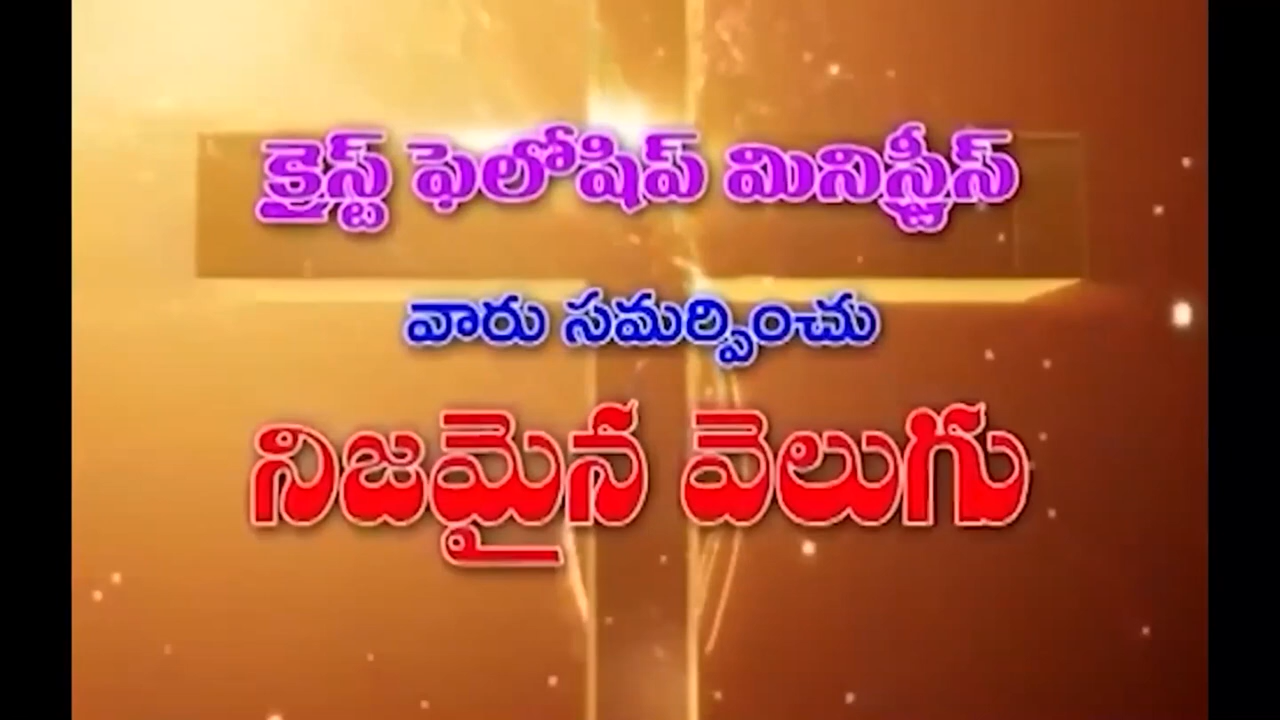 క్రైస్ట్ ఫెలోషిప్ మినిస్ట్రీస్
వారు సమర్పించు
నిజమైన వెలుగు